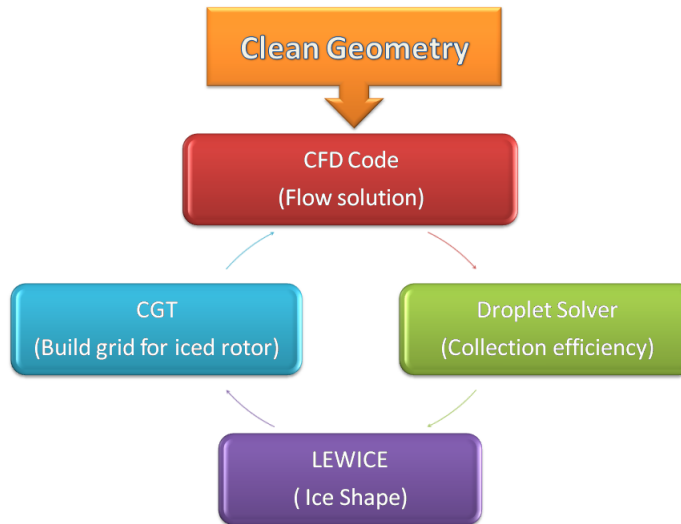 Clean Geometry
CFD Code
(Flow solution)
CGT
(Build grid for iced rotor)
Droplet Solver
(Collection efficiency)
LEWICE
( Ice Shape)